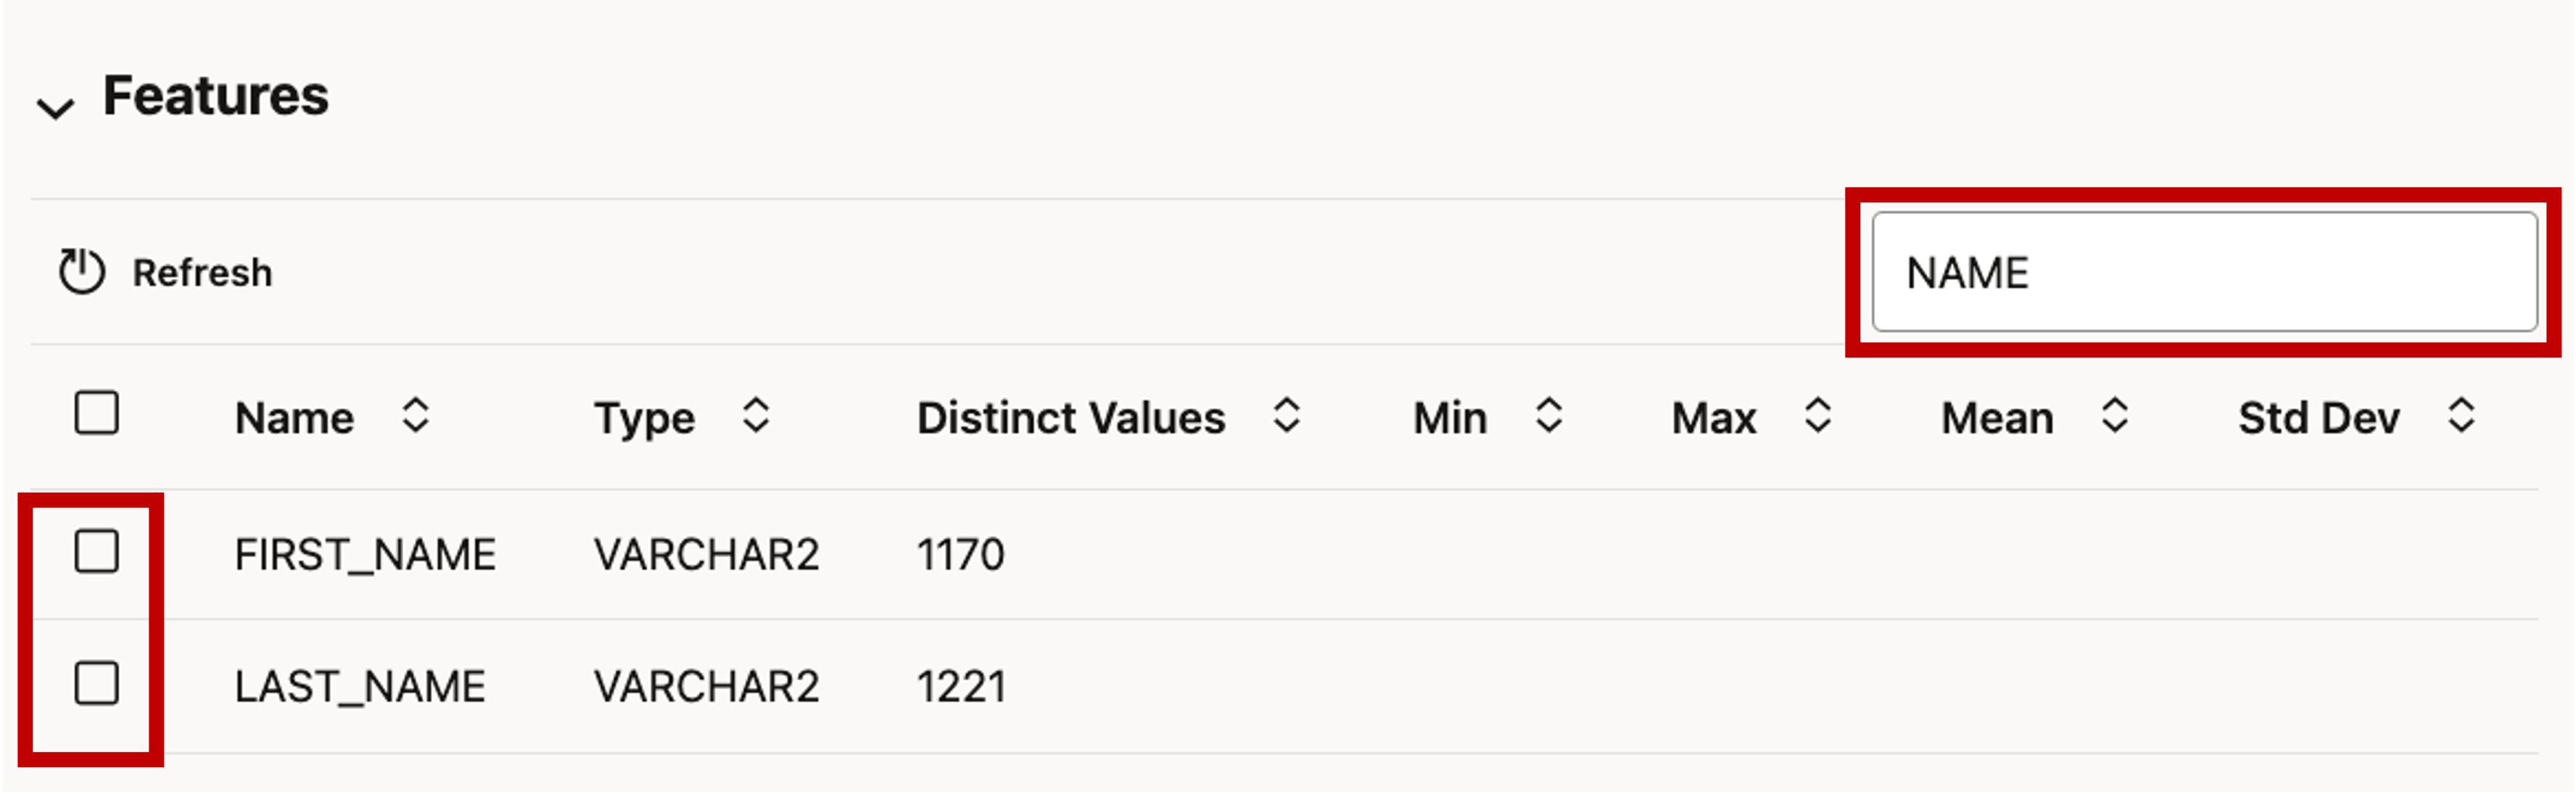 Features
Refresh
NAME
Name Type Distinct Values Min Max Mean Std Dev
FIRST_NAME VARCHAR2 1170
LAST_NAME VARCHAR2 1221